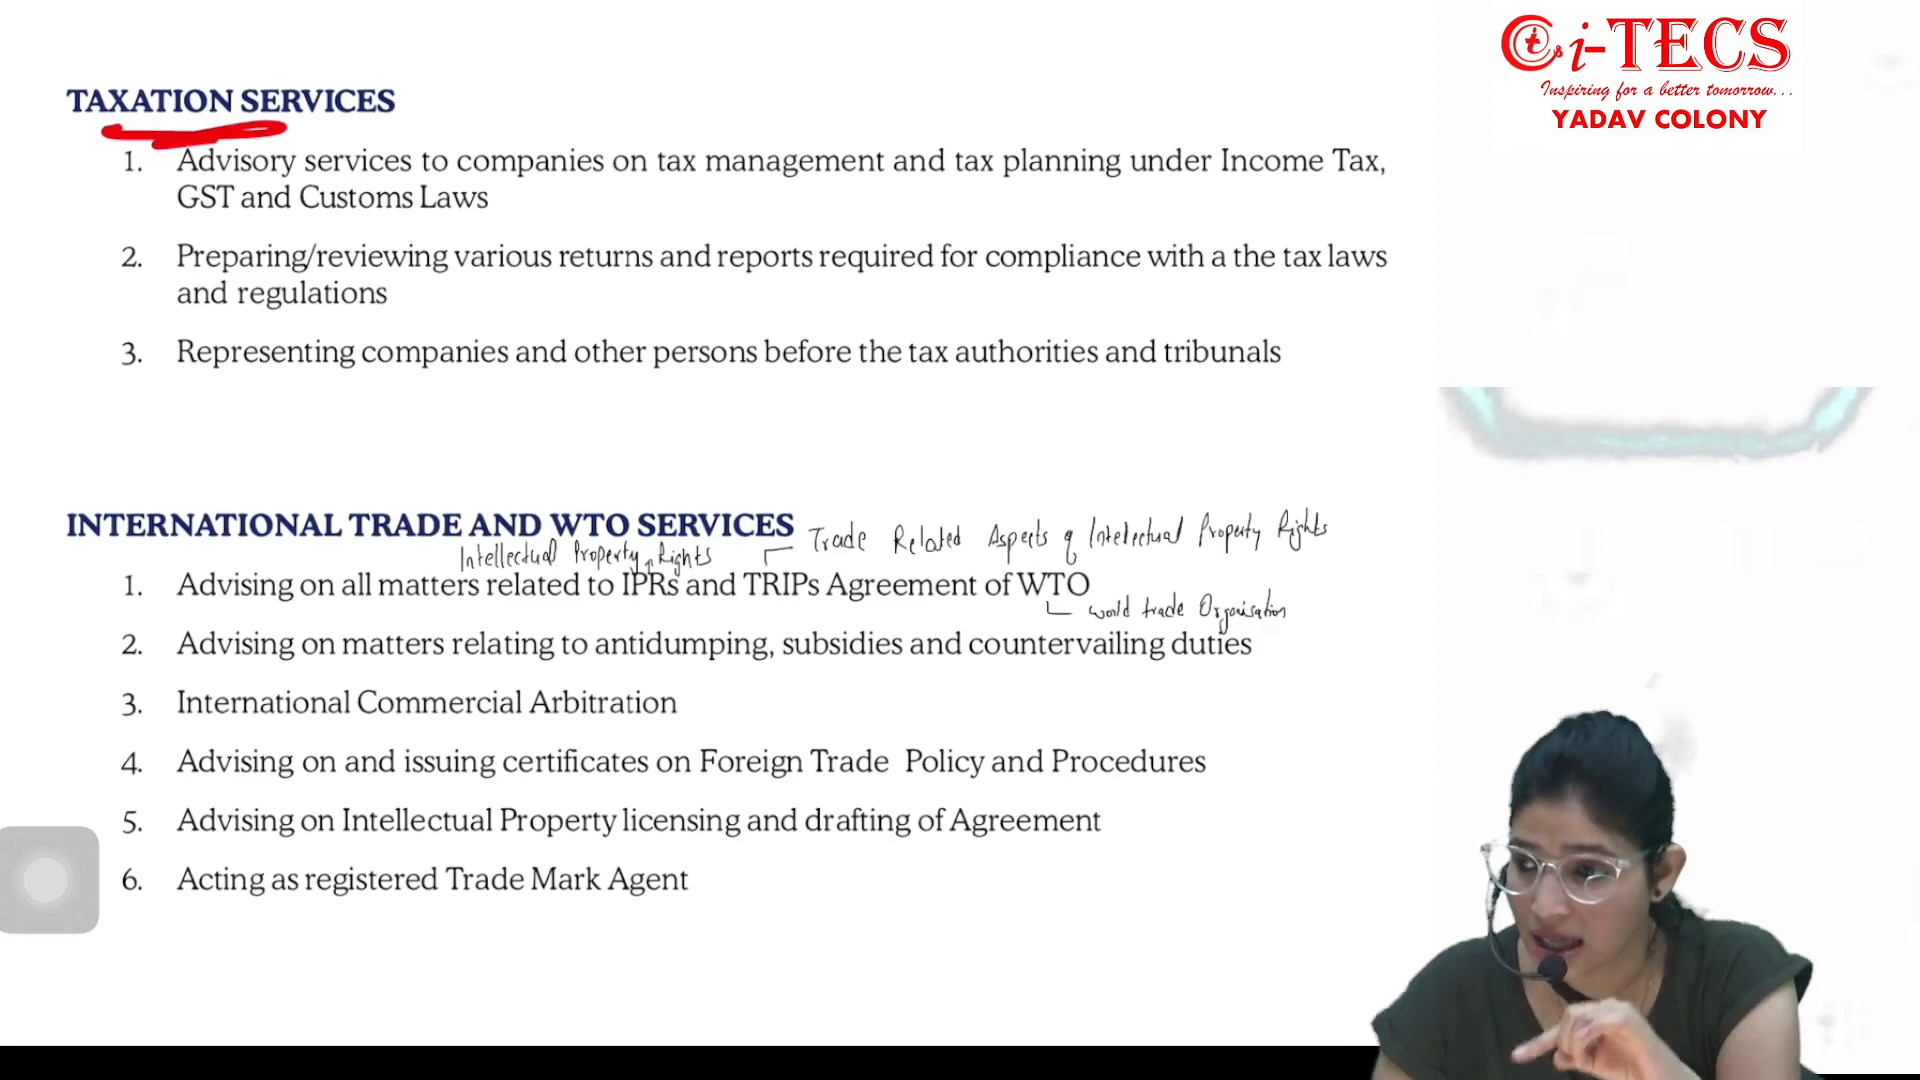 i-TECS
Inspiring for a better tomorrow...
YADAV COLONY
TAXATION SERVICES
1. Advisory services to companies on tax management and tax planning under Income Tax,
GST and Customs Laws
2. Preparing/reviewing various returns and reports required for compliance with a the tax laws
and regulations
3. Representing companies and other persons before the tax authorities and tribunals
INTERNATIONAL TRADE AND WTO SERVICES
Trade Related Aspects of Intelectual Property Rights
Intellectual Property Rights
1. Advising on all matters related to IPRs and TRIPs Agreement of WTO
world trade Organisation
2. Advising on matters relating to antidumping, subsidies and countervailing duties
3. International Commercial Arbitration
4. Advising on and issuing certificates on Foreign Trade Policy and Procedures
5. Advising on Intellectual Property licensing and drafting of Agreement
6. Acting as registered Trade Mark Agent